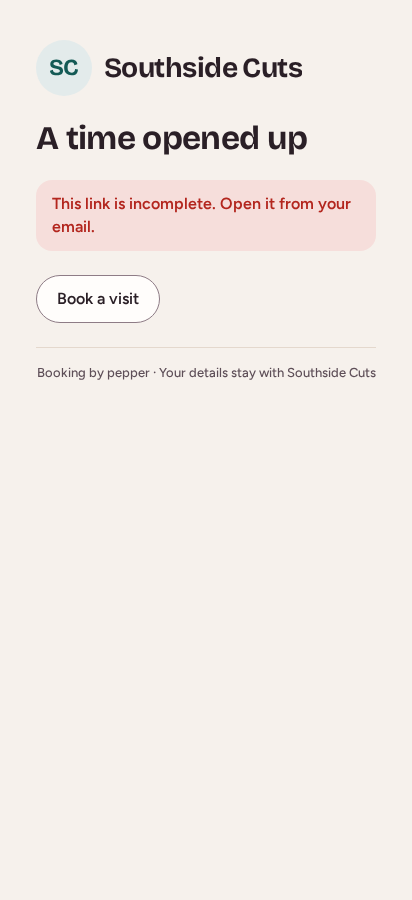 SC
Southside Cuts
A time opened up
This link is incomplete. Open it from your
email.
Book a visit
Booking by pepper · Your details stay with Southside Cuts